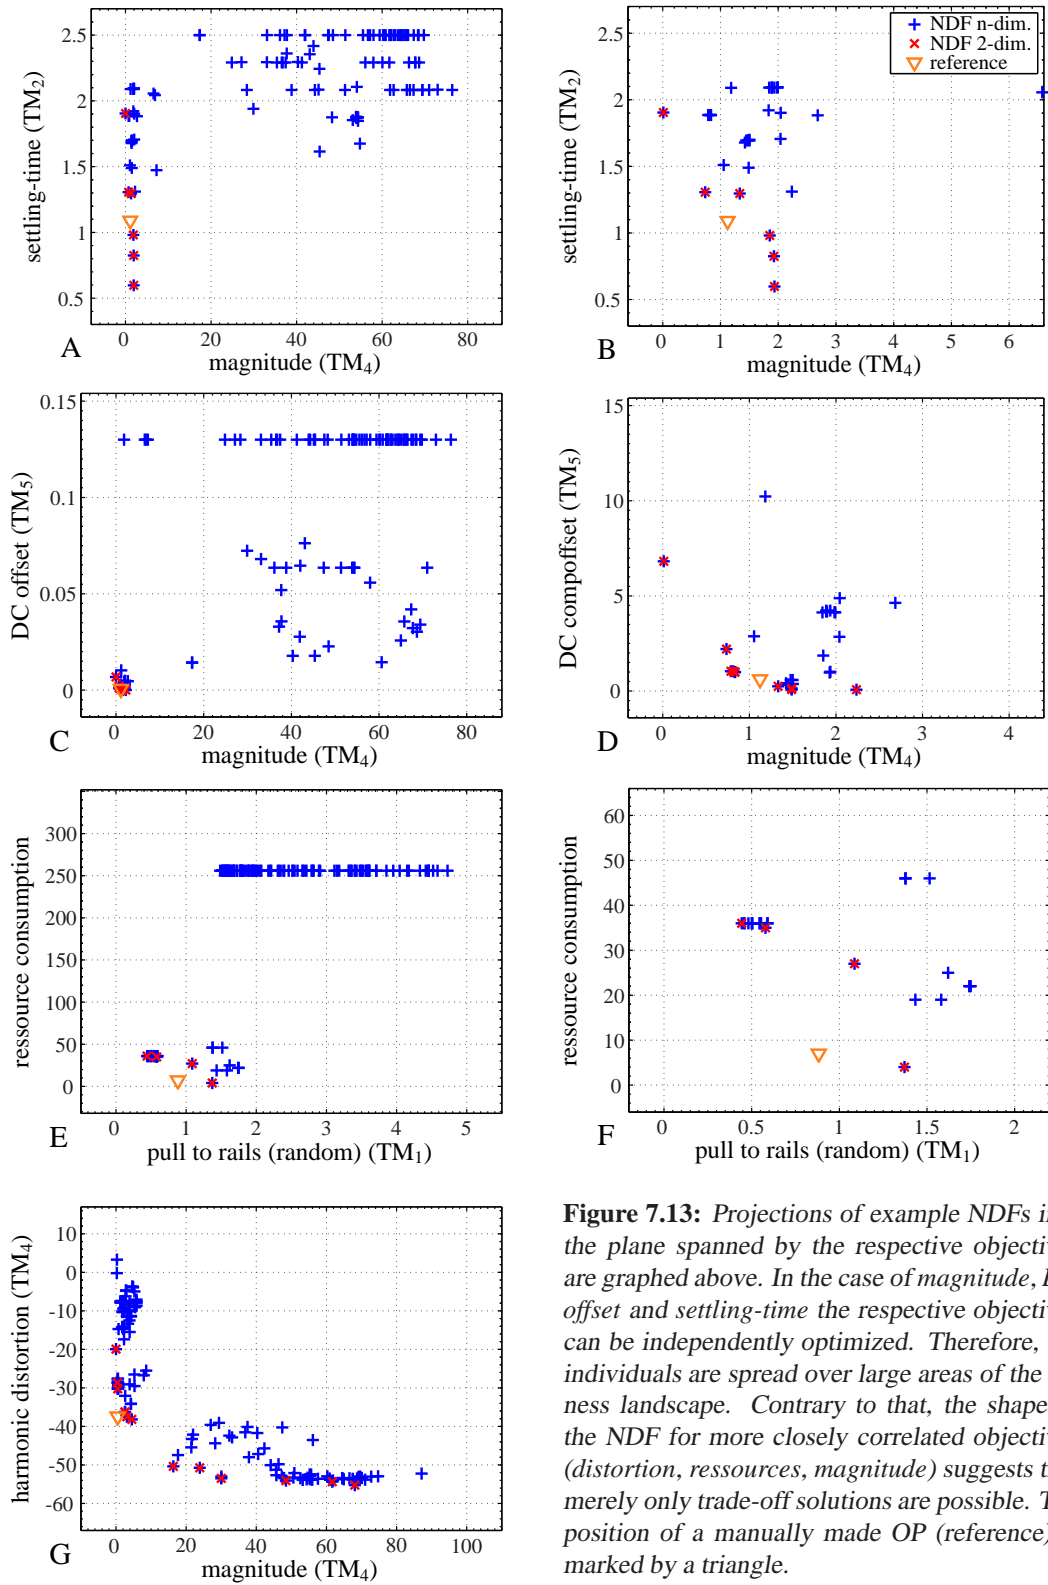 2.5
2
1.5
1
0.5
settling-time (TM2)
0
20
40
60
80
A
magnitude (TM4)
NDF n-dim.
NDF 2-dim.
reference
2.5
2
1.5
1
0.5
settling-time (TM2)
0
1
2
3
4
5
6
B
magnitude (TM4)
0.15
0.1
0.05
0
DC offset (TM5)
0
20
40
60
80
C
magnitude (TM4)
15
10
5
0
DC compoffset (TM5)
0
1
2
3
4
D
magnitude (TM4)
300
250
200
150
100
50
0
ressource consumption
0
1
2
3
4
5
E
pull to rails (random) (TM1)
60
50
40
30
20
10
0
ressource consumption
0
0.5
1
1.5
2
F
pull to rails (random) (TM1)
10
0
-10
-20
-30
-40
-50
-60
harmonic distortion (TM4)
0
20
40
60
80
100
G
magnitude (TM4)
Figure 7.13: Projections of example NDFs in
the plane spanned by the respective objectiv
are graphed above. In the case of magnitude,
offset and settling-time the respective objectiv
can be independently optimized. Therefore,
individuals are spread over large areas of the
ness landscape. Contrary to that, the shape
the NDF for more closely correlated objectiv
(distortion, ressources, magnitude) suggests th
merely only trade-off solutions are possible. T
position of a manually made OP (reference)
marked by a triangle.